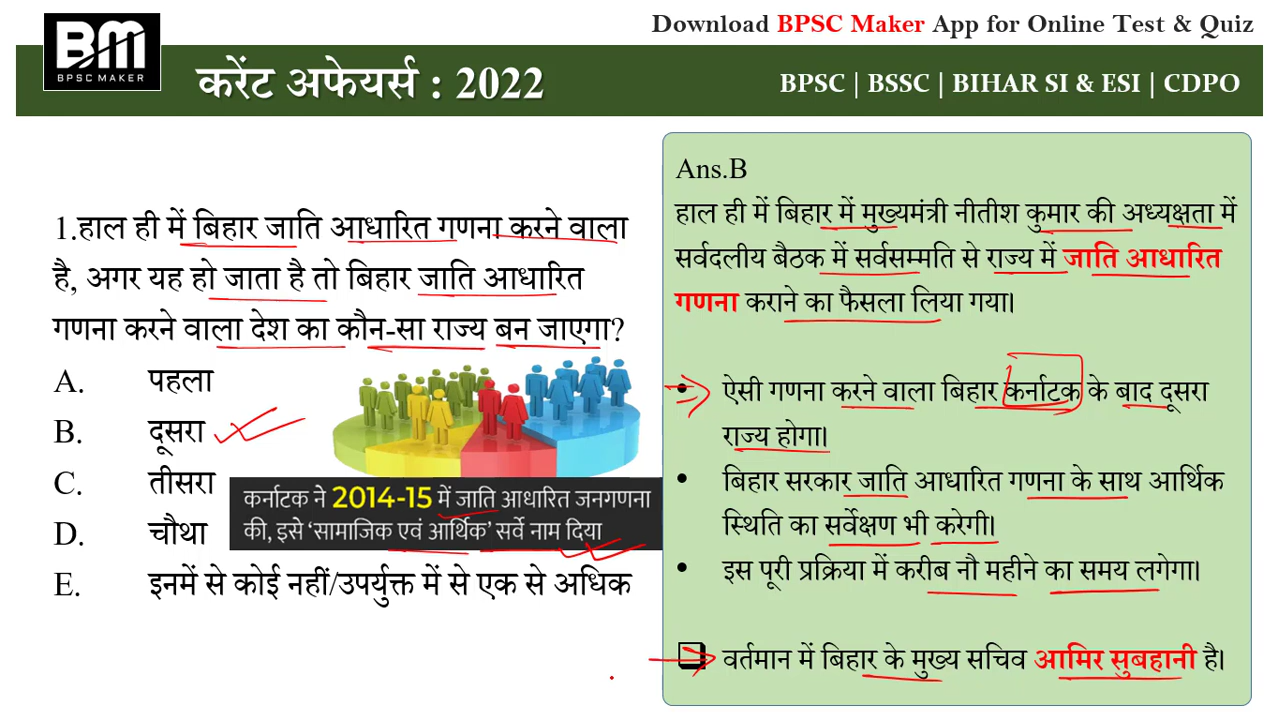 Download BPSC Maker App for Online Test & Quiz
BM
BPSC MAKER
करेंट अफेयर्स : 2022
BPSC | BSSC | BIHAR SI & ESI | CDPO
1.हाल ही में बिहार जाति आधारित गणना करने वाला
है, अगर यह हो जाता है तो बिहार जाति आधारित
गणना करने वाला देश का कौन-सा राज्य बन जाएगा?
A. पहला
B. दूसरा
C. तीसरा
D. चौथा
E. इनमें से कोई नहीं/उपर्युक्त में से एक से अधिक
कर्नाटक ने 2014-15 में जाति आधारित जनगणना
की, इसे ‘सामाजिक एवं आर्थिक’ सर्वे नाम दिया
Ans.B
हाल ही में बिहार में मुख्यमंत्री नीतीश कुमार की अध्यक्षता में
सर्वदलीय बैठक में सर्वसम्मति से राज्य में जाति आधारित
गणना कराने का फैसला लिया गया।
• ऐसी गणना करने वाला बिहार कर्नाटक के बाद दूसरा
राज्य होगा।
• बिहार सरकार जाति आधारित गणना के साथ आर्थिक
स्थिति का सर्वेक्षण भी करेगी।
• इस पूरी प्रक्रिया में करीब नौ महीने का समय लगेगा।
❑ वर्तमान में बिहार के मुख्य सचिव आमिर सुबहानी है।